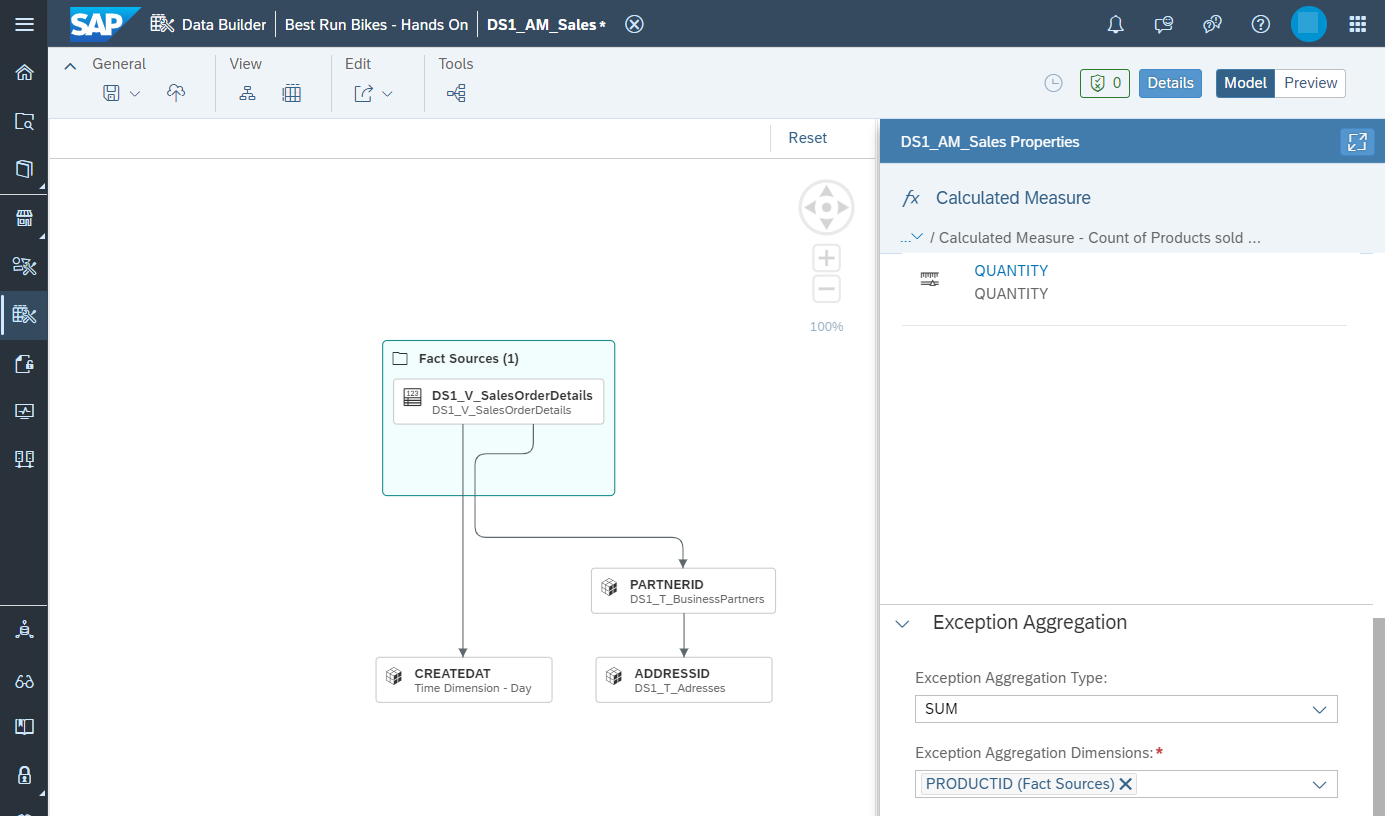 SAP Data Builder Best Run Bikes - Hands On DS1_AM_Sales*
General View Edit Tools
0 Details Model Preview
Reset
100%
Fact Sources (1)
123
DS1_V_SalesOrderDetails
DS1_V_SalesOrderDetails
PARTNERID
DS1_T_BusinessPartners
CREATEDAT
Time Dimension - Day
ADDRESSID
DS1_T_Adresses
DS1_AM_Sales Properties
fx Calculated Measure
... / Calculated Measure - Count of Products sold ...
QUANTITY
QUANTITY
Exception Aggregation
Exception Aggregation Type:
SUM
Exception Aggregation Dimensions:*
PRODUCTID (Fact Sources)